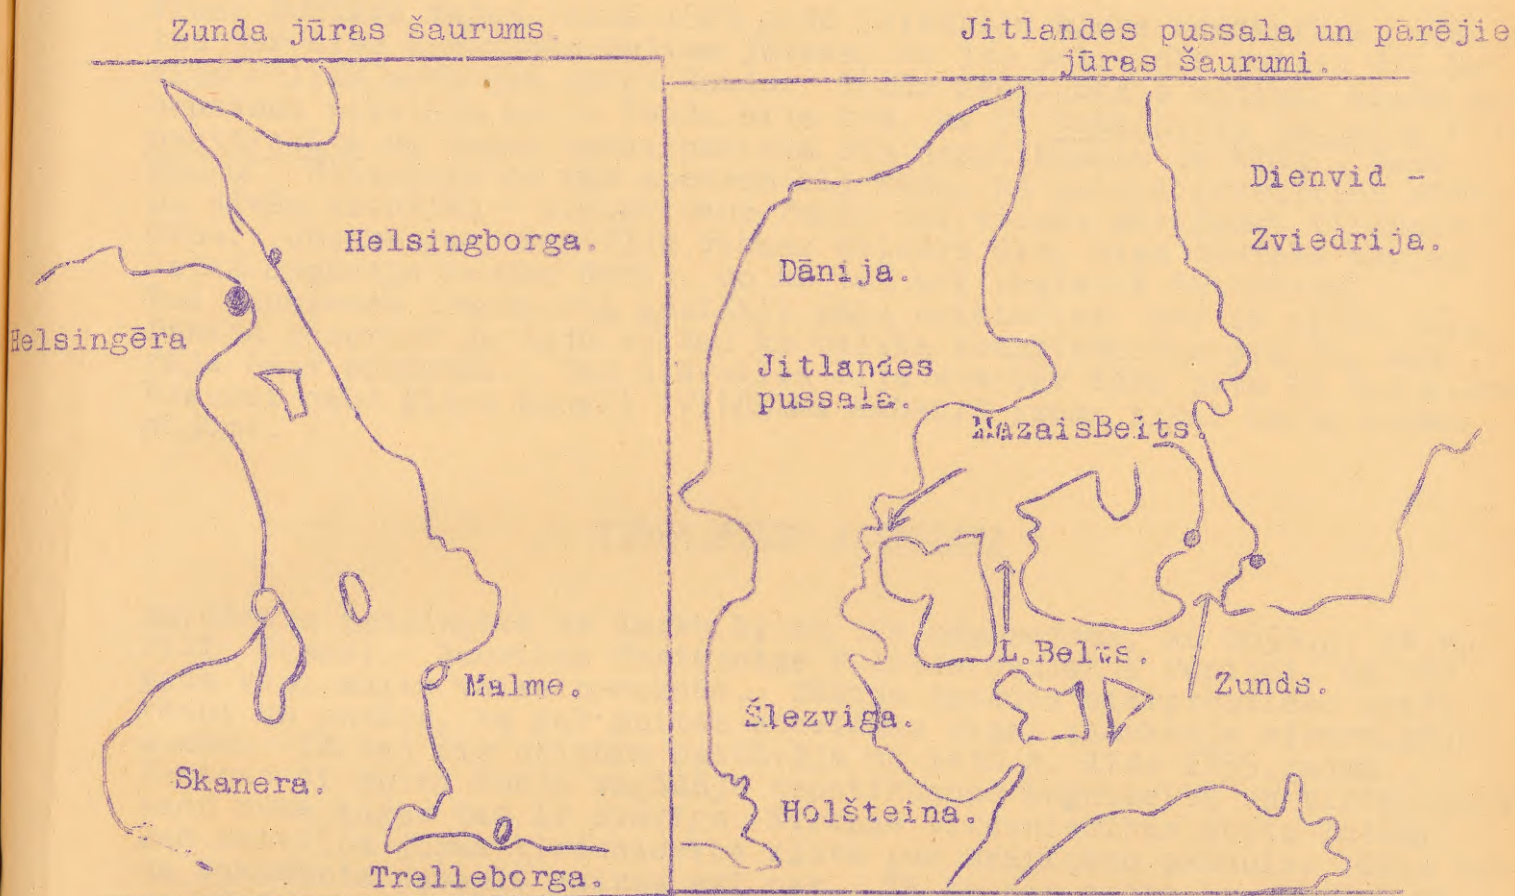 Zunda jūras šaurums.
Helsingborga.
Helsingēra
Malme.
Skanera.
Trelleborga.
Jitlandes pussala un pārējie
jūras šaurumi.
Dienvid -
Zviedrija.
Dānija.
Jitlandes
pussala.
MazaisBelts.
L.Belts.
Zunds.
Šlezviga.
Holšteina.